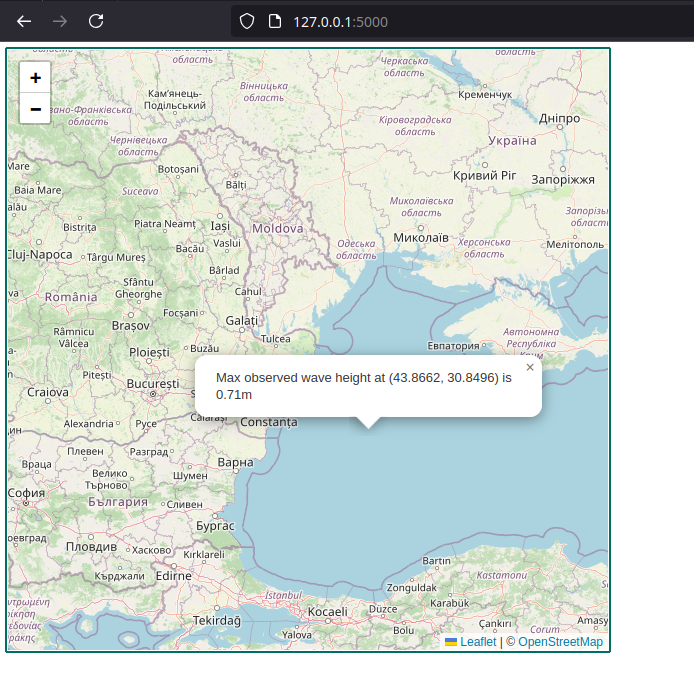 127.0.0.1:5000
+
−
область
Черкаська
область
Вінницька
область
Кам'янець-
Подільський
Кременчук
вано-Франківська
область
Кіровоградська
область
Дніпро
Чернівецька
область
Україна
Mare
Botoșani
Bălți
Кривий Ріг
Запоріжжя
Baia Mare
Suceava
Миколаївська
область
Bistrița
Piatra Neamț
Iași
Moldova
Миколаїв
Cluj-Napoca
Târgu Mureș
Bacău
Vaslui
Одеська
область
Херсонська
область
Мелітополь
Bârlad
Sfântu
Gheorghe
România
Cahul
Focșani
Galați
Brașov
Râmnicu
Vâlcea
Tulcea
Автономна
Республіка
Крим
Ploiești
Buzău
Евпатория
Pitești
București
Craiova
Max observed wave height at (43.8662, 30.8496) is
0.71m
×
Alexandria
Русе
Călărași
Constanța
Плевен
Разград
Враца
Велико
Търново
Шумен
Варна
София
България
Сливен
Бургас
Пловдив
Хасково
Kırklareli
Кърджали
Edirne
Bartın
Kastamonu
Zonguldak
İstanbul
Karabük
Tekirdağ
Kocaeli
Düzce
Çankırı
Amasy
Yalova
Bolu
Çorum
Leaflet | © OpenStreetMap